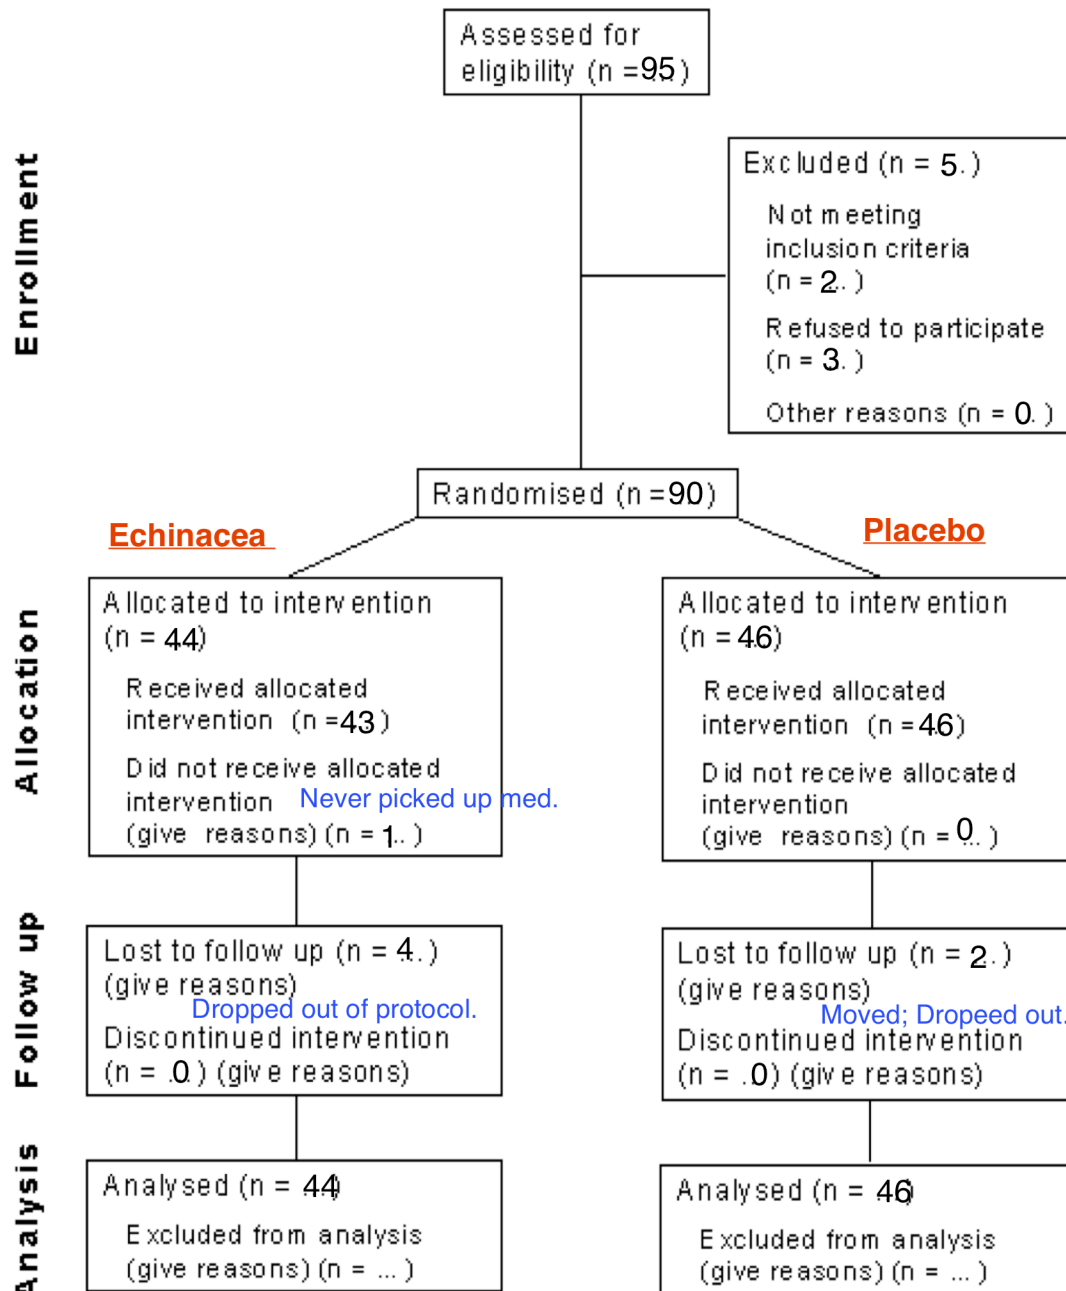 Assessed for
eligibility (n =95.)
Enrollment
Excluded (n = 5. )
Not meeting
inclusion criteria
(n = 2.. )
Refused to participate
(n = 3. )
Other reasons (n = 0. )
Randomised (n =90)
Echinacea
Placebo
Allocation
Allocated to intervention
(n = 44)
Received allocated
intervention (n =43 )
Did not receive allocated
intervention Never picked up med.
(give reasons) (n = 1.. )
Allocated to intervention
(n = 46)
Received allocated
intervention (n =46)
Did not receive allocated
intervention
(give reasons) (n = 0.. )
Follow up
Lost to follow up (n = 4. )
(give reasons)
Dropped out of protocol.
Discontinued intervention
(n = .0. ) (give reasons)
Lost to follow up (n = 2. )
(give reasons)
Moved; Dropeed out.
Discontinued intervention
(n = .0) (give reasons)
Analysis
Analysed (n = 44)
Excluded from analysis
(give reasons) (n = ... )
Analysed (n = 46)
Excluded from analysis
(give reasons) (n = ... )